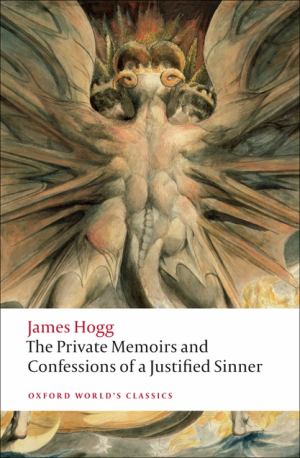 James Hogg
The Private Memoirs and
Confessions of a Justified Sinner
OXFORD WORLD'S CLASSICS